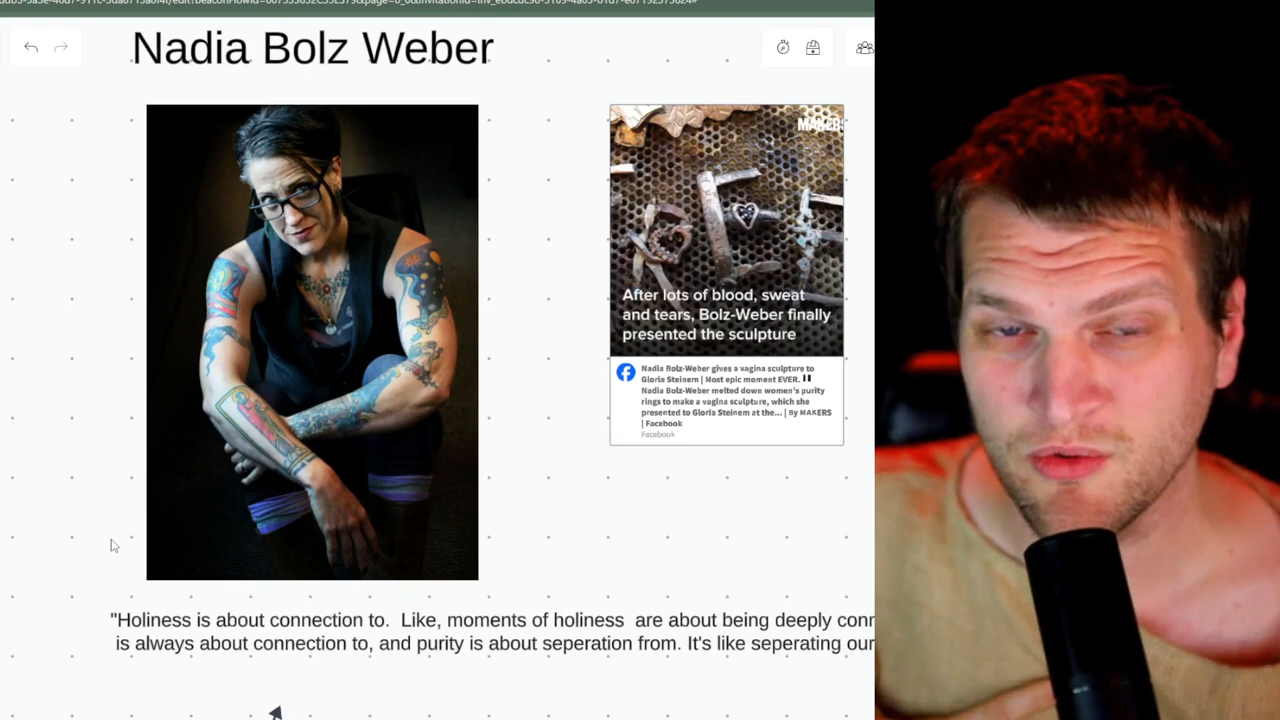 Nadia Bolz Weber
MAKERS
After lots of blood, sweat
and tears, Bolz-Weber finally
presented the sculpture
Nadia Bolz-Weber gives a vagina sculpture to
Gloria Steinem | Most epic moment EVER.
Nadia Bolz-Weber melted down women's purity
rings to make a vagina sculpture, which she
presented to Gloria Steinem at the... | By MAKERS
| Facebook
Facebook
"Holiness is about connection to. Like, moments of holiness are about being deeply conn
is always about connection to, and purity is about seperation from. It's like seperating our